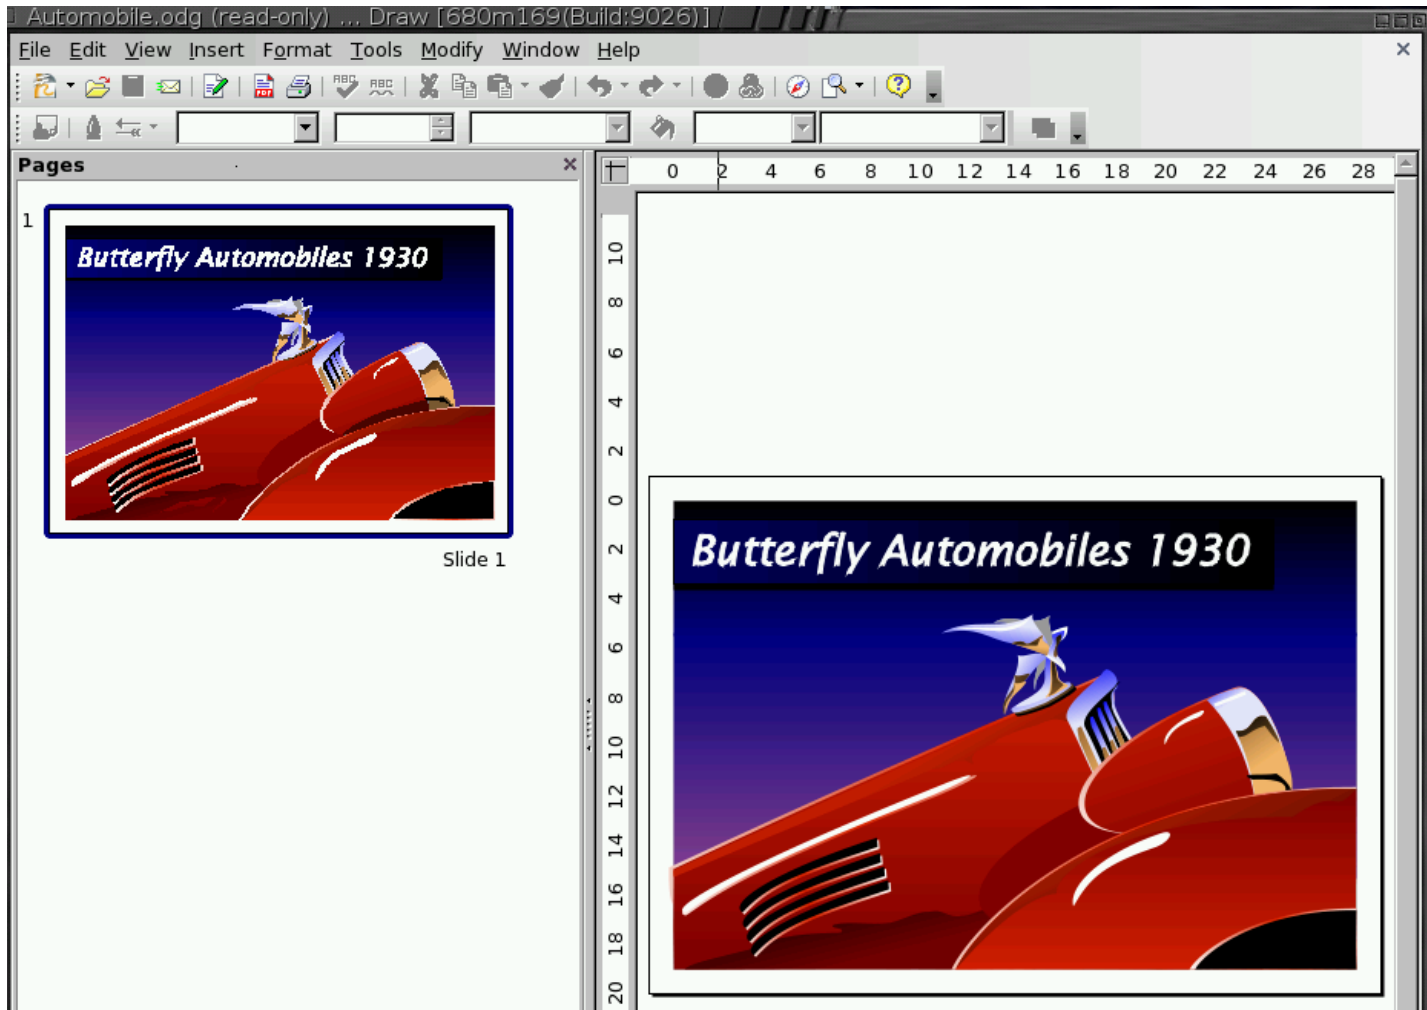 Automobile.odg (read-only) ... Draw [680m169(Build:9026)]
File Edit View Insert Format Tools Modify Window Help
ABC ABC PDF
Pages
0 2 4 6 8 10 12 14 16 18 20 22 24 26 28
1
Butterfly Automobiles 1930
Slide 1
10
8
6
4
2
0
2
4
6
8
10
12
14
16
18
20
Butterfly Automobiles 1930